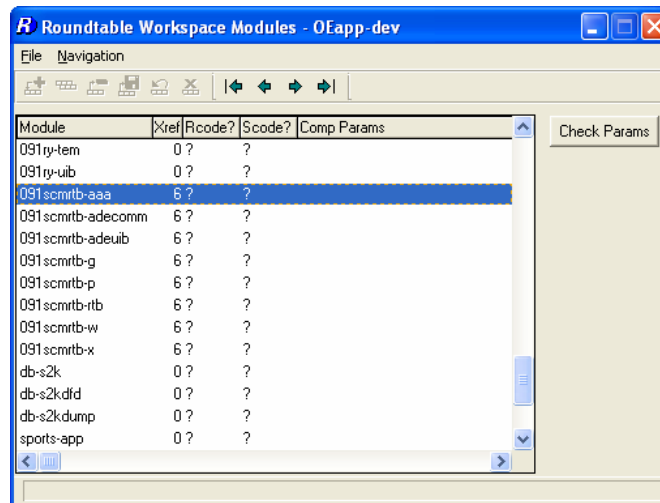 Roundtable Workspace Modules - OEapp-dev
File Navigation
Module Xref Rcode? Scode? Comp Params
Check Params
091ry-tem 0 ? ?
091ry-uib 0 ? ?
091scmrtb-aaa 6 ? ?
091scmrtb-adecomm 6 ? ?
091scmrtb-adeuib 6 ? ?
091scmrtb-g 6 ? ?
091scmrtb-p 6 ? ?
091scmrtb-rtb 6 ? ?
091scmrtb-w 6 ? ?
091scmrtb-x 6 ? ?
db-s2k 0 ? ?
db-s2kdfd 0 ? ?
db-s2kdump 0 ? ?
sports-app 0 ? ?